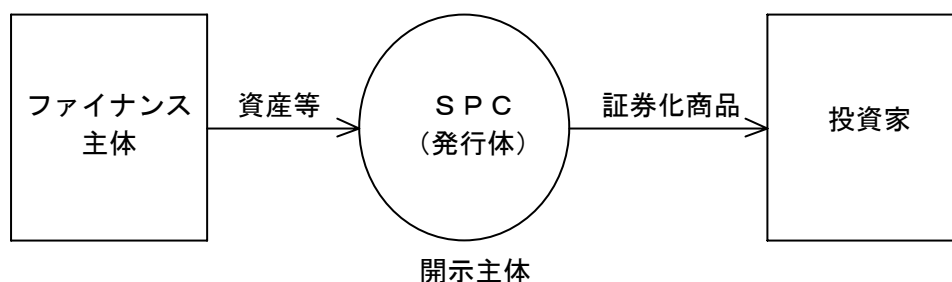 ファイナンス
主体
資産等
ＳＰＣ
（発行体）
証券化商品
投資家
開示主体